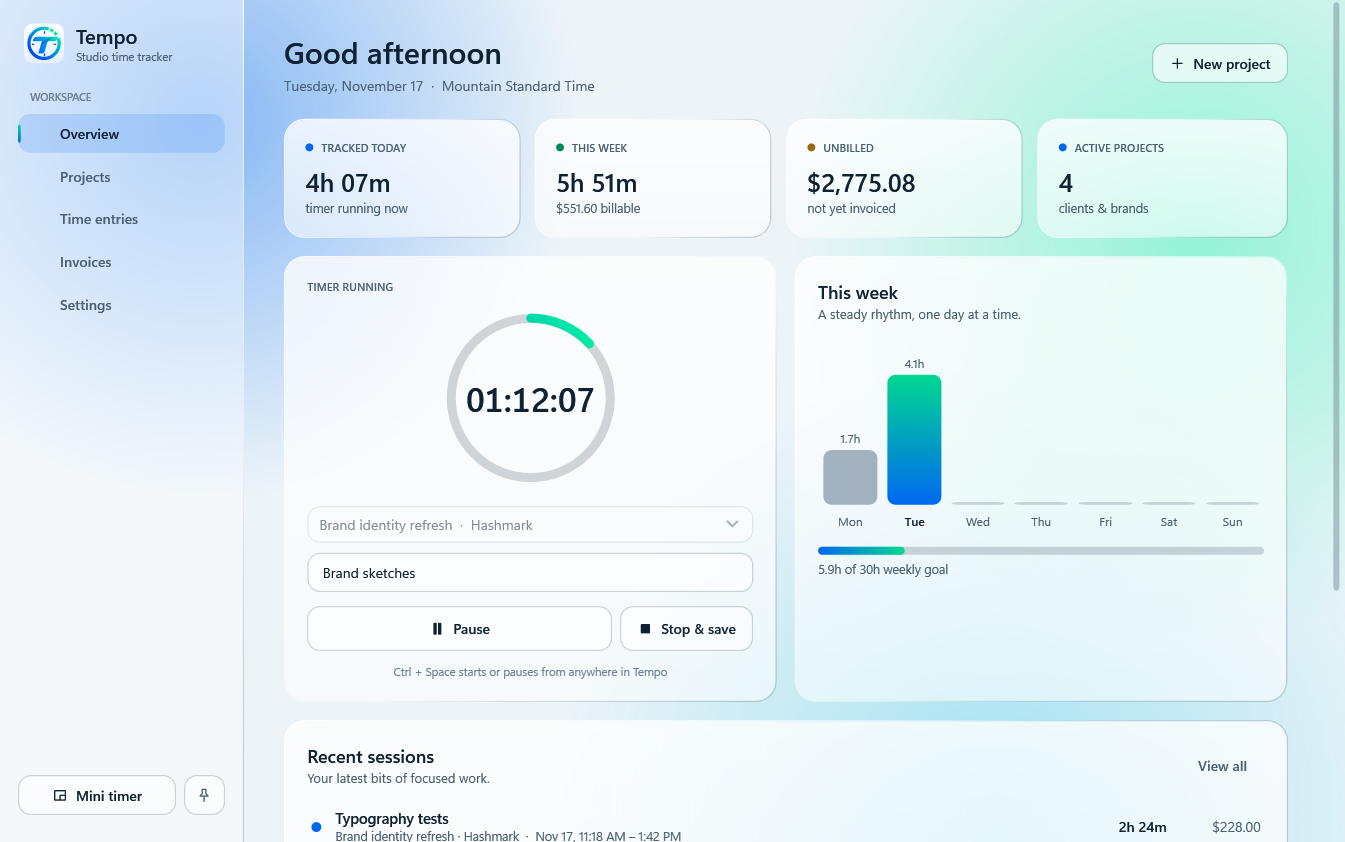 Tempo
Studio time tracker
WORKSPACE
Overview
Projects
Time entries
Invoices
Settings
Mini timer
Good afternoon
Tuesday, November 17 · Mountain Standard Time
New project
TRACKED TODAY
4h 07m
timer running now
THIS WEEK
5h 51m
$551.60 billable
UNBILLED
$2,775.08
not yet invoiced
ACTIVE PROJECTS
4
clients & brands
TIMER RUNNING
01:12:07
Brand identity refresh · Hashmark
Brand sketches
Pause
Stop & save
Ctrl + Space starts or pauses from anywhere in Tempo
This week
A steady rhythm, one day at a time.
4.1h
1.7h
Mon Tue Wed Thu Fri Sat Sun
5.9h of 30h weekly goal
Recent sessions
Your latest bits of focused work.
View all
Typography tests
Brand identity refresh · Hashmark · Nov 17, 11:18 AM – 1:42 PM
2h 24m
$228.00